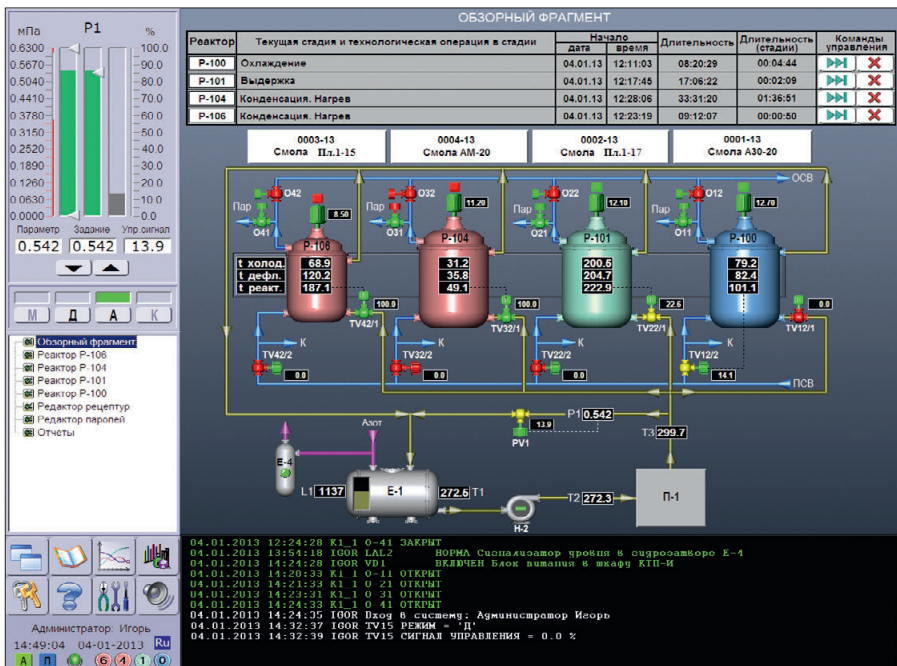 ОБЗОРНЫЙ ФРАГМЕНТ
Реактор Текущая стадия и технологическая операция в стадии Начало дата время Длительность Длительность (стадии) Команды управления
Р-100 Охлаждение 04.01.13 12:11:03 08:20:29 00:04:44
Р-101 Выдержка 04.01.13 12:17:45 17:06:22 00:02:09
Р-104 Конденсация. Нагрев 04.01.13 12:28:06 33:31:20 01:36:51
Р-106 Конденсация. Нагрев 04.01.13 12:23:19 09:12:07 00:00:50
мПа P1 %
0.6300 100.0
0.5670 90.0
0.5040 80.0
0.4410 70.0
0.3780 60.0
0.3150 50.0
0.2520 40.0
0.1890 30.0
0.1260 20.0
0.0630 10.0
0.0000 0.0
Параметр Задание Упр.сигнал
0.542 0.542 13.9
М Д А К
Обзорный фрагмент
Реактор Р-106
Реактор Р-104
Реактор Р-101
Реактор Р-100
Редактор рецептур
Редактор паролей
Отчеты
Администратор: Игорь
14:49:04 04-01-2013 Ru
А П 6 4 1 0
0003-13
Смола Пл.1-15
0004-13
Смола АМ-20
0002-13
Смола Пл.1-17
0001-13
Смола А30-20
О42 О32 О22 О12 ОСВ
Пар Пар Пар Пар
8.50 11.20 12.10 12.70
О41 О31 О21 О11
Р-106 Р-104 Р-101 Р-100
t холод. 68.9 31.2 200.5 79.2
t дефл. 120.2 35.8 204.7 82.4
t реакт. 187.1 49.1 222.9 101.1
100.0 100.0 22.6 0.0
TV42/1 TV32/1 TV22/1 TV12/1
К К К К
TV42/2 TV32/2 TV22/2 TV12/2
0.0 0.0 0.0 14.1 ПСВ
P1 0.542
13.9
PV1
T3 299.7
Азот
Е-4
L1 1137 Е-1 272.5 T1
Н-2
T2 272.3
П-1
04.01.2013 12:24:28 K1_1 О-41 ЗАКРЫТ
04.01.2013 13:54:18 IGOR LAL2 НОРМА Сигнализатор уровня в гидрозатворе Е-4
04.01.2013 14:24:28 IGOR VD1 ВКЛЮЧЕН Блок питания в шкафу КТП-И
04.01.2013 14:20:33 K1_1 О-11 ОТКРЫТ
04.01.2013 14:21:33 K1_1 О-21 ОТКРЫТ
04.01.2013 14:23:31 K1_1 О-31 ОТКРЫТ
04.01.2013 14:24:33 K1_1 О-41 ОТКРЫТ
04.01.2013 14:24:35 IGOR Вход в систему: Администратор Игорь
04.01.2013 14:32:37 IGOR TV15 РЕЖИМ = 'Д'
04.01.2013 14:32:39 IGOR TV15 СИГНАЛ УПРАВЛЕНИЯ = 0.0 %